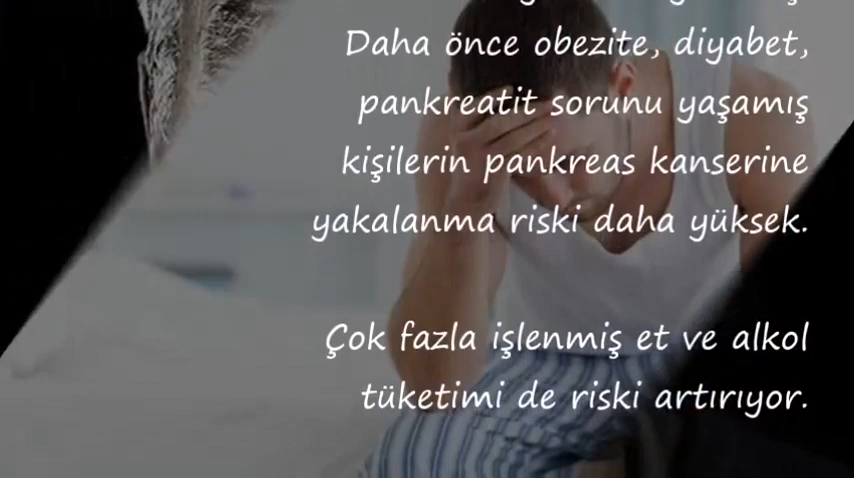 Daha önce obezite, diyabet,
pankreatit sorunu yaşamış
kişilerin pankreas kanserine
yakalanma riski daha yüksek.
Çok fazla işlenmiş et ve alkol
tüketimi de riski artırıyor.